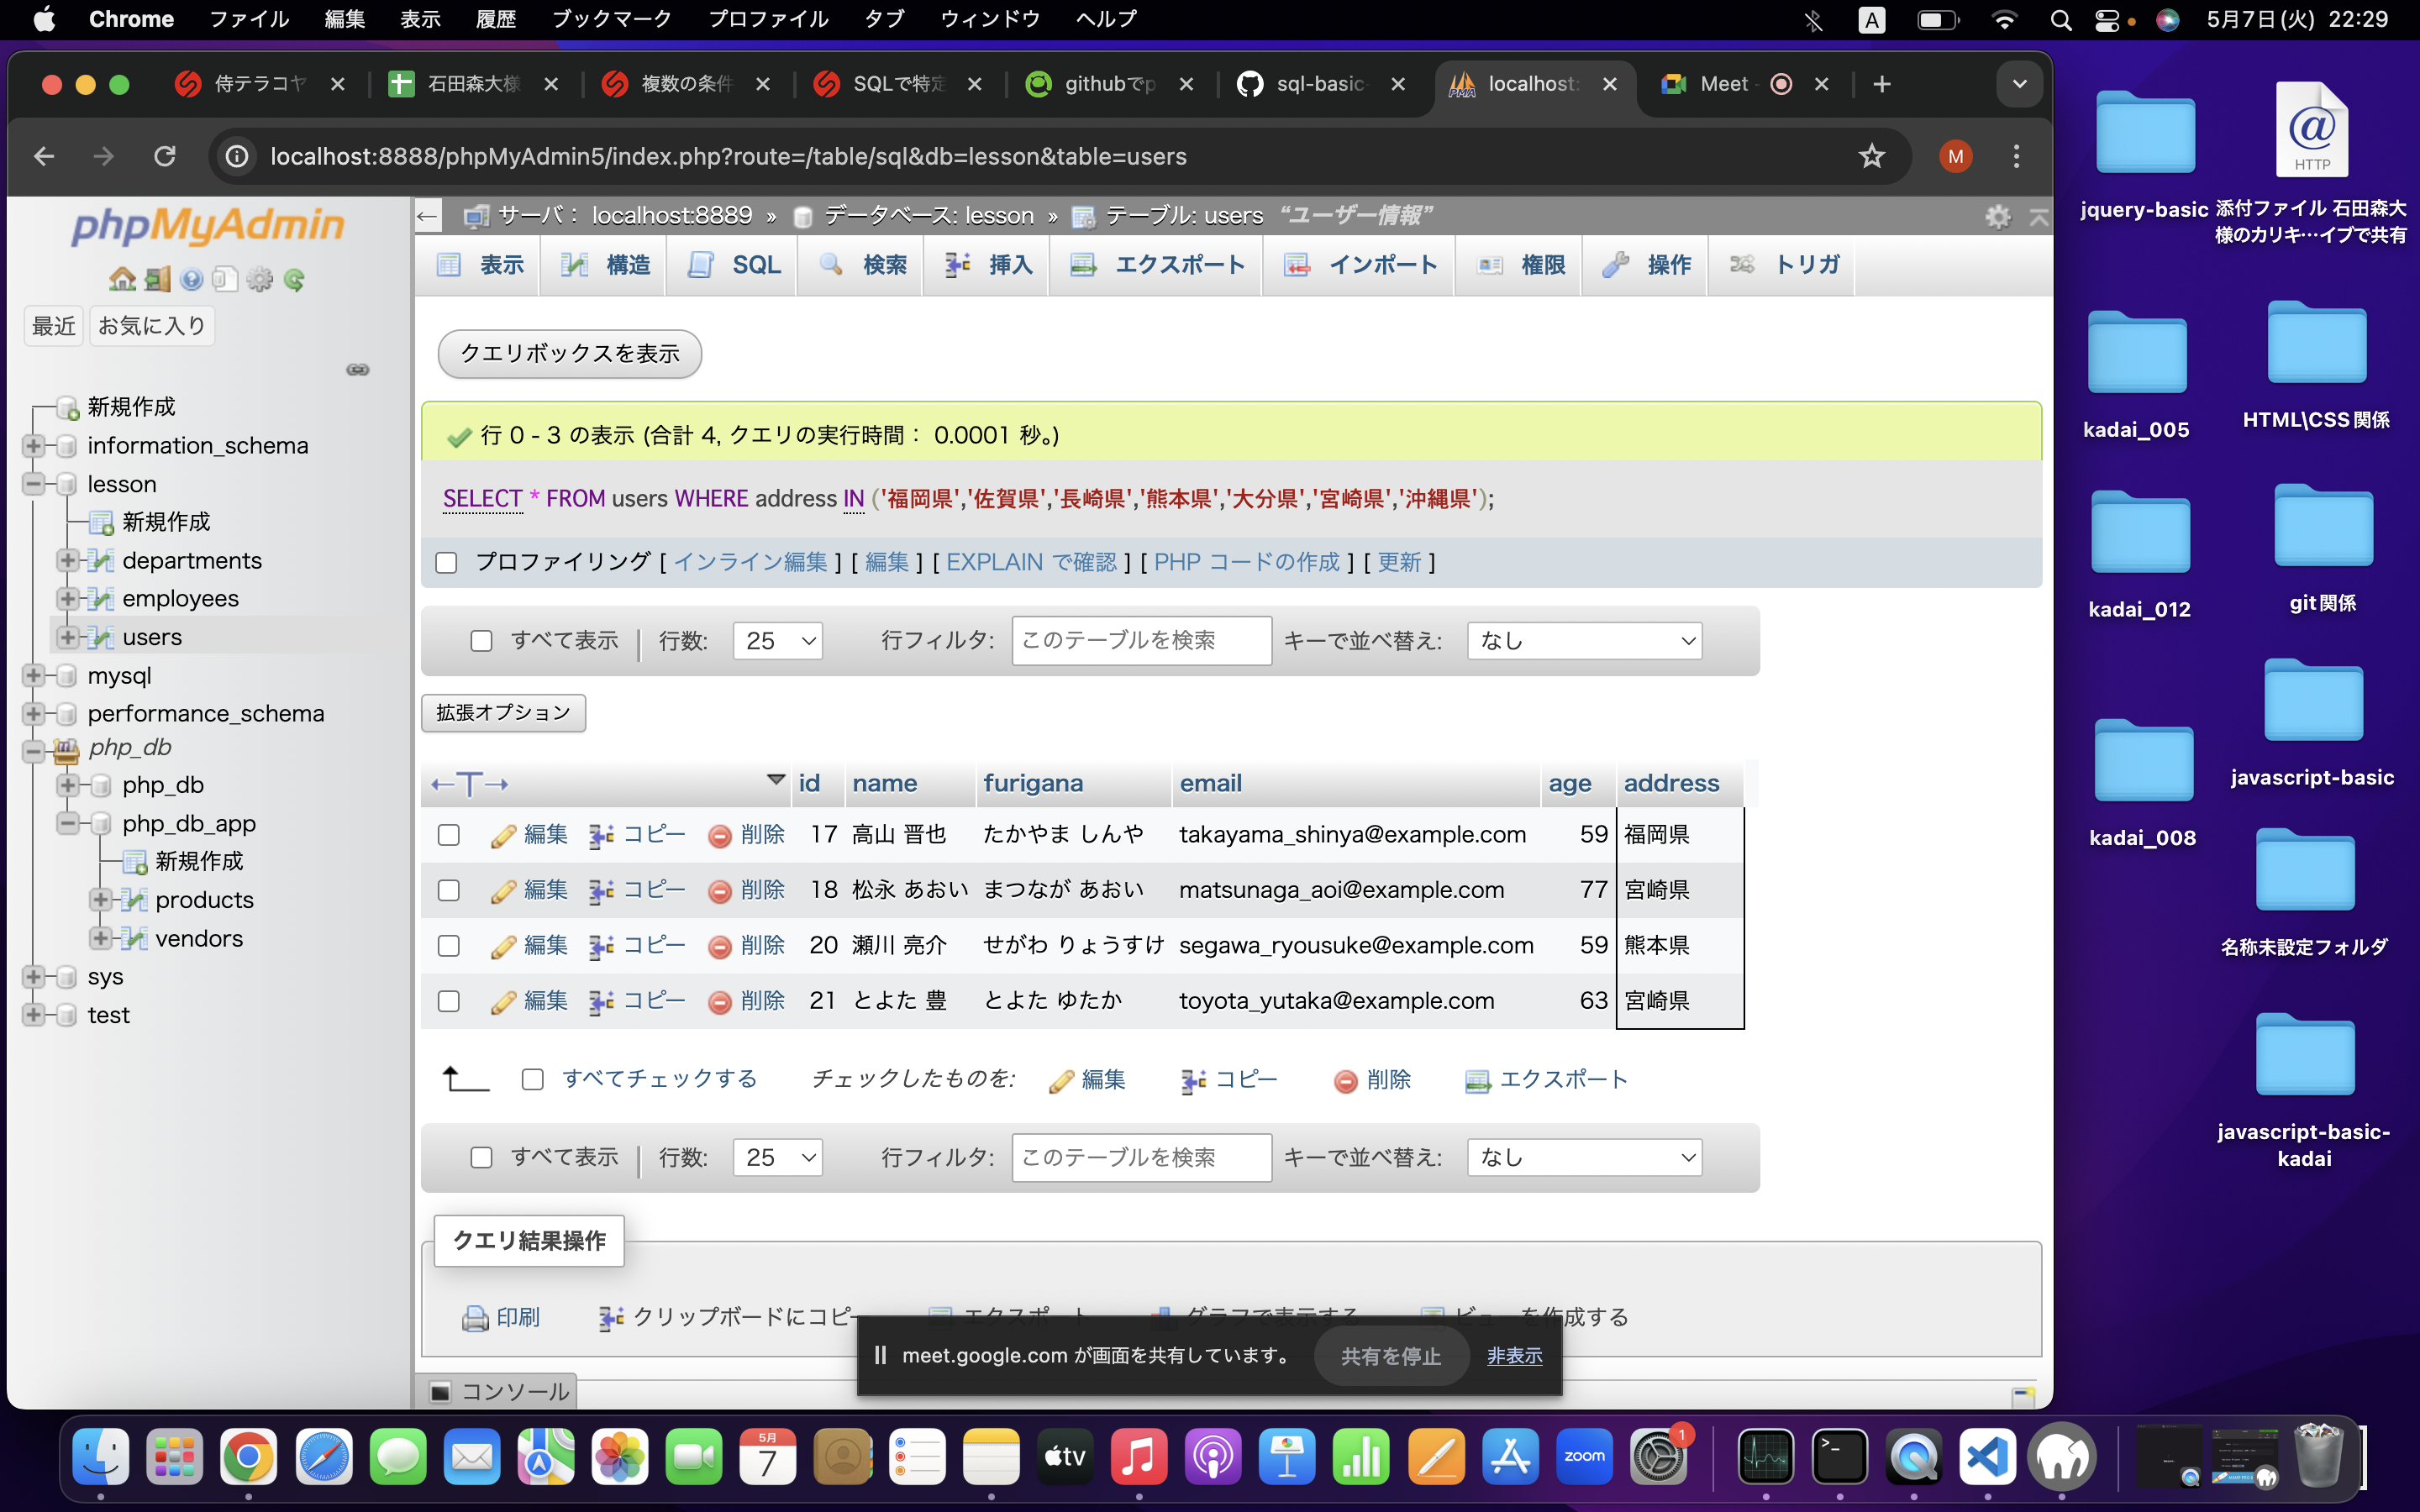 Chrome ファイル 編集 表示 履歴 ブックマーク プロファイル タブ ウィンドウ ヘルプ A 5月7日(火) 22:29
侍テラコヤ 石田森大様 複数の条件 SQLで特定 githubでp sql-basic- localhost: Meet -
localhost:8888/phpMyAdmin5/index.php?route=/table/sql&db=lesson&table=users M
phpMyAdmin
最近 お気に入り
新規作成
information_schema
lesson
新規作成
departments
employees
users
mysql
performance_schema
php_db
php_db
php_db_app
新規作成
products
vendors
sys
test
サーバ： localhost:8889 » データベース: lesson » テーブル: users “ユーザー情報”
表示 構造 SQL 検索 挿入 エクスポート インポート 権限 操作 トリガ
クエリボックスを表示
行 0 - 3 の表示 (合計 4, クエリの実行時間： 0.0001 秒。)
SELECT * FROM users WHERE address IN ('福岡県','佐賀県','長崎県','熊本県','大分県','宮崎県','沖縄県');
プロファイリング [ インライン編集 ] [ 編集 ] [ EXPLAIN で確認 ] [ PHP コードの作成 ] [ 更新 ]
すべて表示 行数: 25 行フィルタ: このテーブルを検索 キーで並べ替え: なし
拡張オプション
←T→ id name furigana email age address
編集 コピー 削除 17 高山 晋也 たかやま しんや takayama_shinya@example.com 59 福岡県
編集 コピー 削除 18 松永 あおい まつなが あおい matsunaga_aoi@example.com 77 宮崎県
編集 コピー 削除 20 瀬川 亮介 せがわ りょうすけ segawa_ryousuke@example.com 59 熊本県
編集 コピー 削除 21 とよた 豊 とよた ゆたか toyota_yutaka@example.com 63 宮崎県
すべてチェックする チェックしたものを: 編集 コピー 削除 エクスポート
すべて表示 行数: 25 行フィルタ: このテーブルを検索 キーで並べ替え: なし
クエリ結果操作
印刷 クリップボードにコピー エクスポート グラフで表示する ビューを作成する
meet.google.com が画面を共有しています。 共有を停止 非表示
コンソール
HTTP
jquery-basic
添付ファイル 石田森大
様のカリキ…イブで共有
kadai_005
HTML\CSS関係
kadai_012
git関係
javascript-basic
kadai_008
名称未設定フォルダ
javascript-basic-
kadai
5月
7
tv
zoom
1